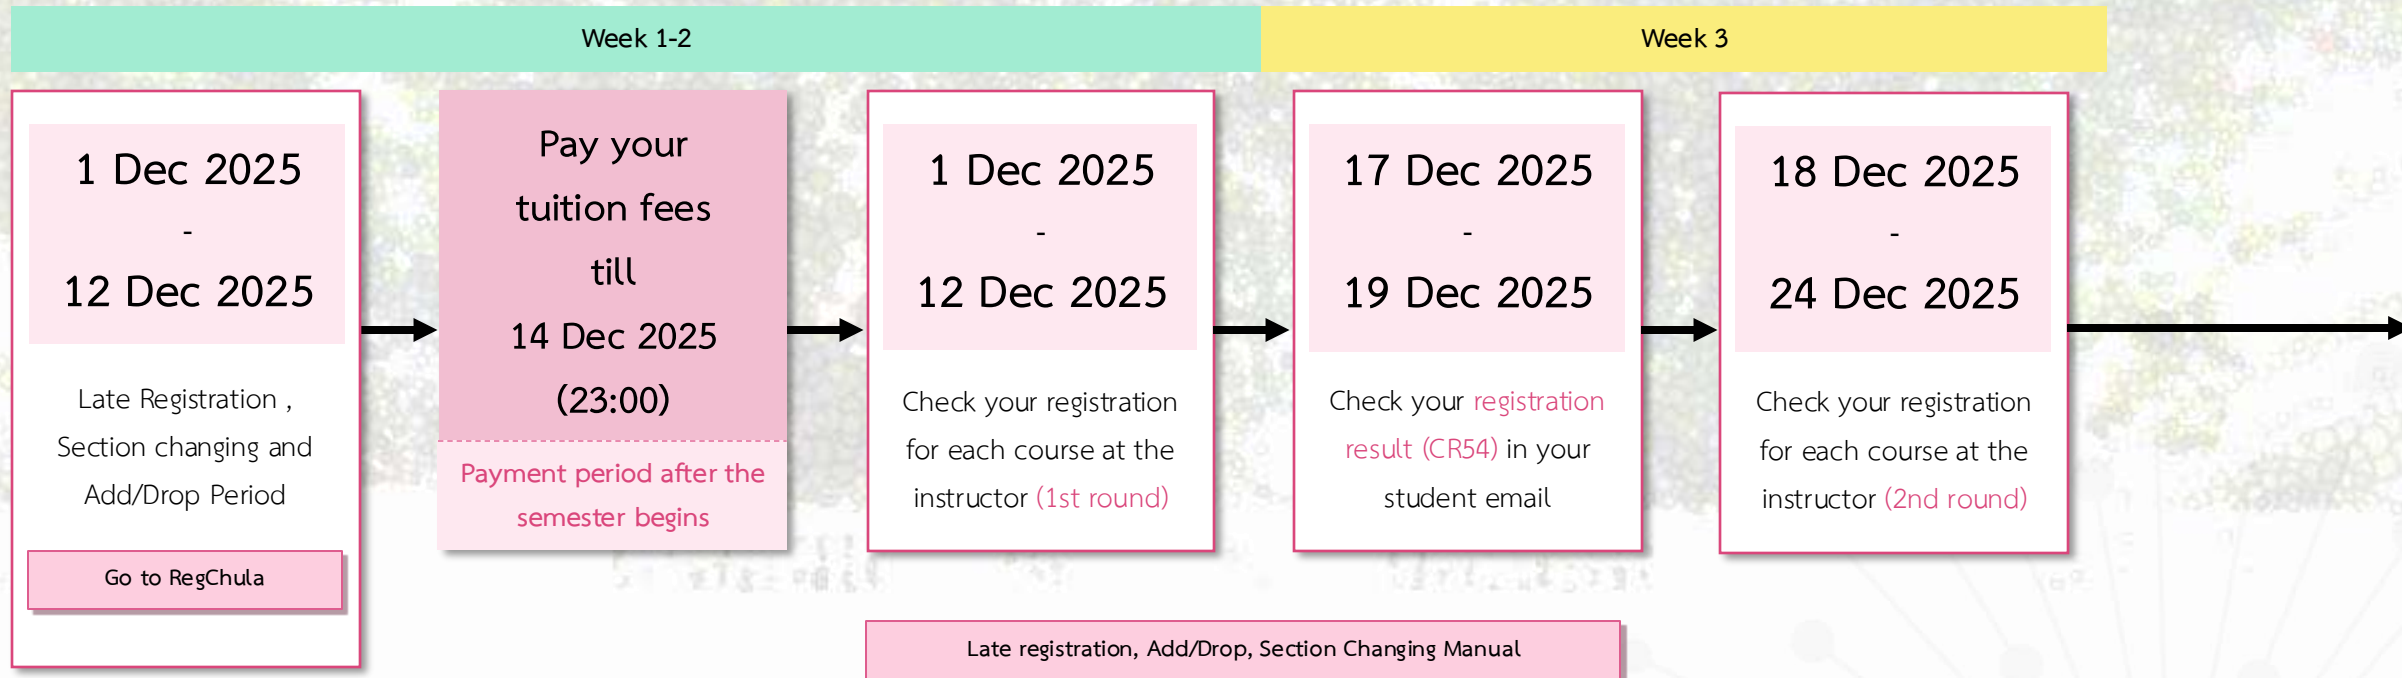 Week 1-2
Week 3
1 Dec 2025
-
12 Dec 2025
Late Registration ,
Section changing and
Add/Drop Period
Go to RegChula
Pay your
tuition fees
till
14 Dec 2025
(23:00)
Payment period after the
semester begins
1 Dec 2025
-
12 Dec 2025
Check your registration
for each course at the
instructor (1st round)
17 Dec 2025
-
19 Dec 2025
Check your registration
result (CR54) in your
student email
18 Dec 2025
-
24 Dec 2025
Check your registration
for each course at the
instructor (2nd round)
Late registration, Add/Drop, Section Changing Manual